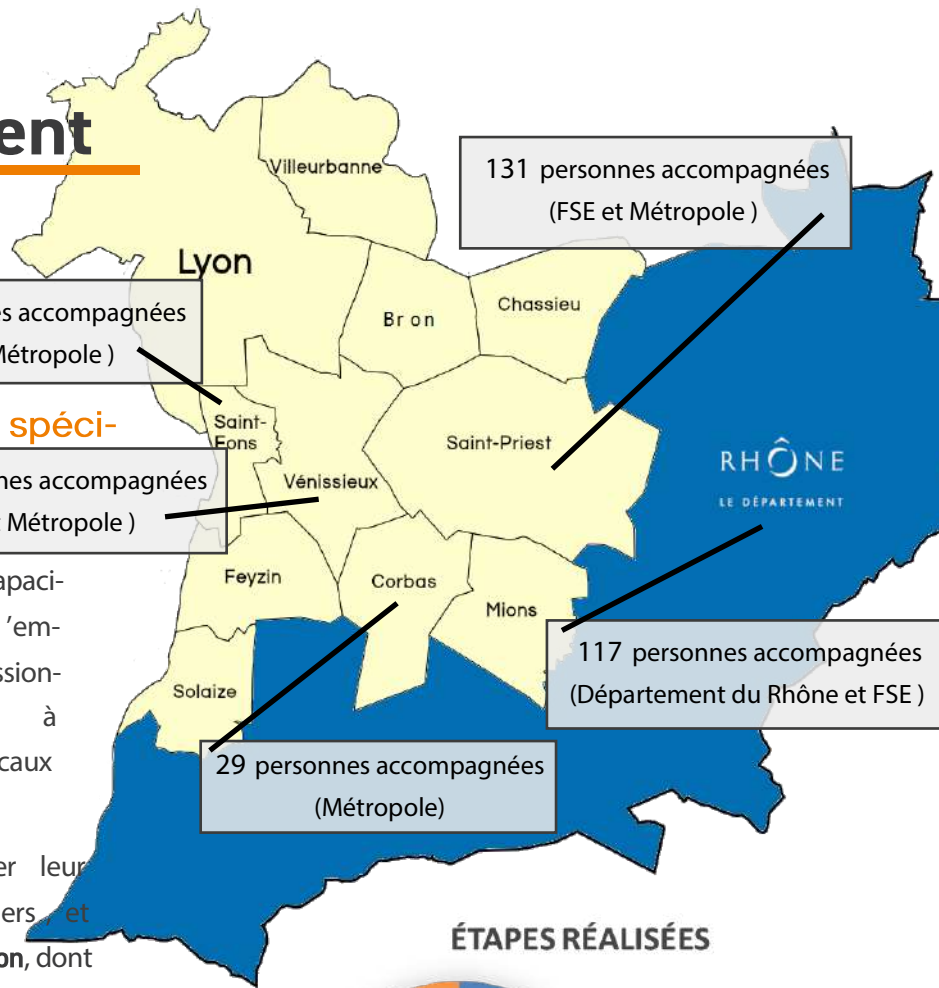 ent
Villeurbanne
131 personnes accompagnées
(FSE et Métropole )
Lyon
es accompagnées
Métropole )
Bron
Chassieu
spéci-
Saint-
Fons
Saint-Priest
nes accompagnées
t Métropole )
Vénissieux
RHÔNE
LE DÉPARTEMENT
Feyzin
Corbas
Mions
apaci-
'em-
ssion-
à
caux
117 personnes accompagnées
(Département du Rhône et FSE )
Solaize
29 personnes accompagnées
(Métropole)
er leur
ers , et
on, dont
ÉTAPES RÉALISÉES